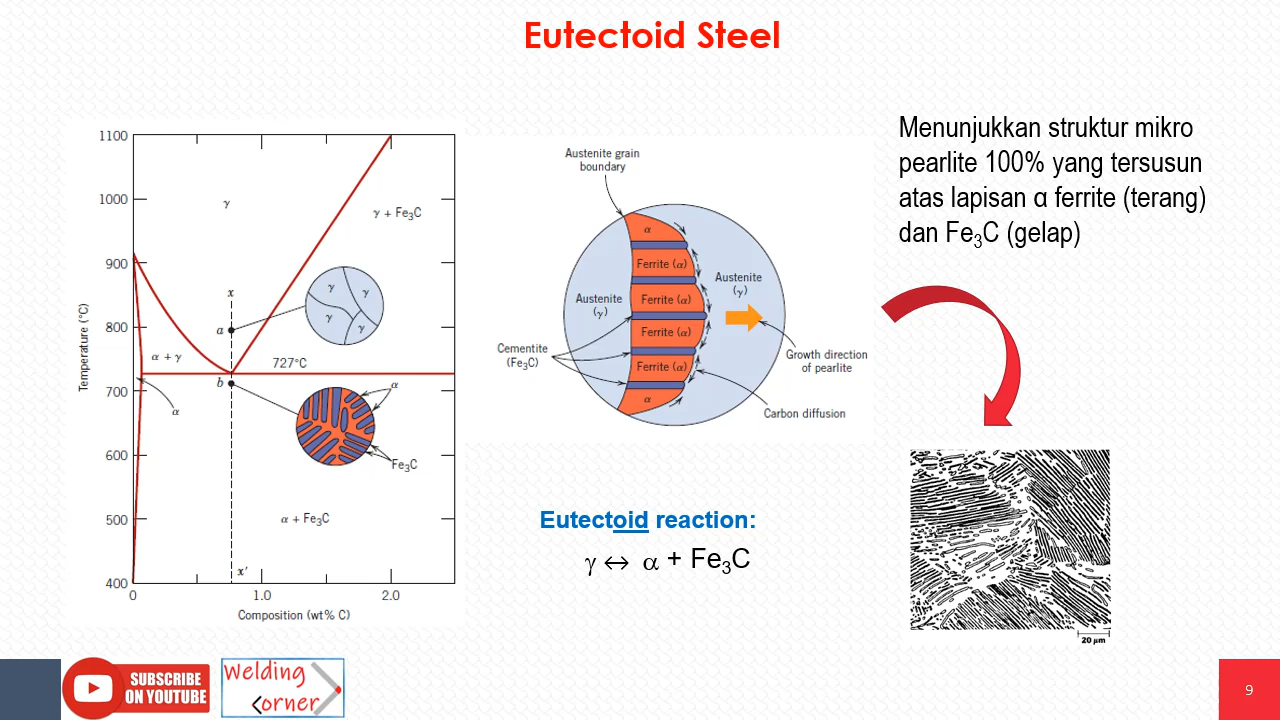 Eutectoid Steel
1100
1000
900
800
700
600
500
400
Temperature (°C)
γ
γ + Fe3C
x
γ
γ
γ
γ
a
α + γ
727°C
b
α
α
Fe3C
α + Fe3C
x'
0
1.0
2.0
Composition (wt% C)
Austenite grain
boundary
α
Ferrite (α)
Ferrite (α)
Ferrite (α)
Ferrite (α)
α
Austenite
(γ)
Austenite
(γ)
Cementite
(Fe3C)
Growth direction
of pearlite
Carbon diffusion
Eutectoid reaction:
γ ↔ α + Fe3C
Menunjukkan struktur mikro
pearlite 100% yang tersusun
atas lapisan α ferrite (terang)
dan Fe3C (gelap)
20 μm
SUBSCRIBE
ON YOUTUBE
Welding
Corner
9